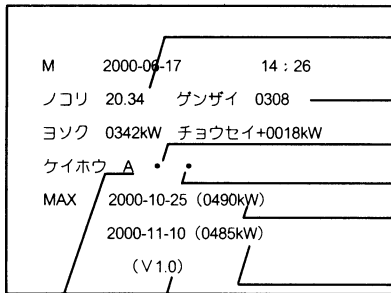 M 2000-06-17 14:26
ノコリ 20.34 ゲンザイ 0308
ヨソク 0342kW チョウセイ+0018kW
ケイホウ A • •
MAX 2000-10-25 (0490kW)
2000-11-10 (0485kW)
(V1.0)